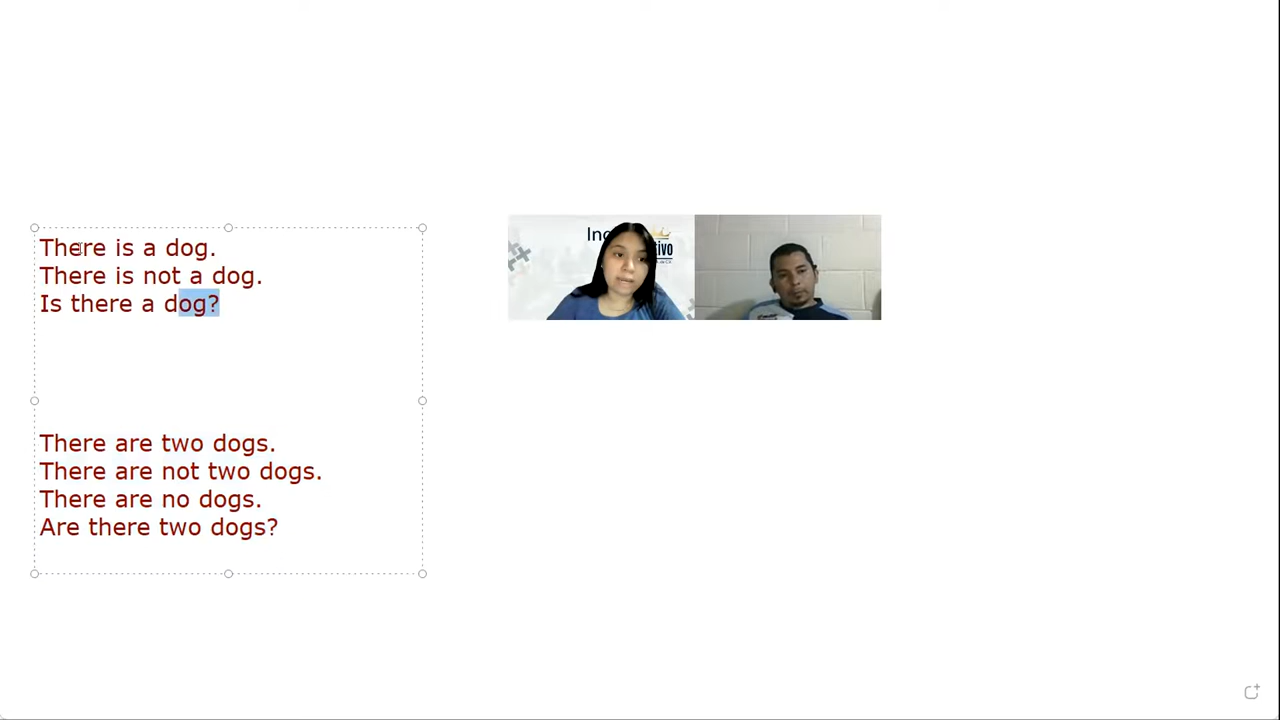 There is a dog.
There is not a dog.
Is there a dog?
There are two dogs.
There are not two dogs.
There are no dogs.
Are there two dogs?